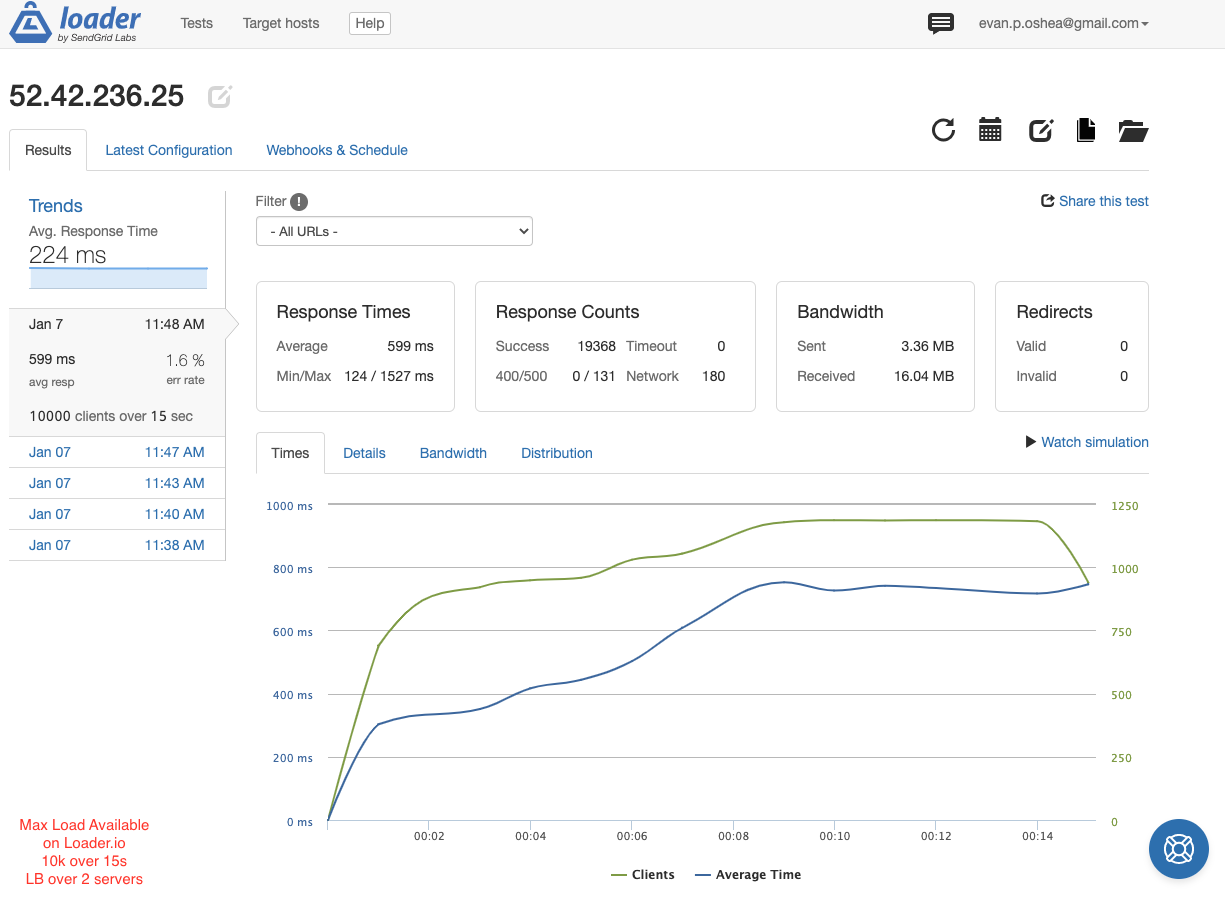 loader
by SendGrid Labs
Tests Target hosts Help
evan.p.oshea@gmail.com
52.42.236.25
Results Latest Configuration Webhooks & Schedule
Trends
Avg. Response Time
224 ms
Jan 7 11:48 AM
599 ms 1.6 %
avg resp err rate
10000 clients over 15 sec
Jan 07 11:47 AM
Jan 07 11:43 AM
Jan 07 11:40 AM
Jan 07 11:38 AM
Filter !
Share this test
- All URLs -
Response Times
Average 599 ms
Min/Max 124 / 1527 ms
Response Counts
Success 19368 Timeout 0
400/500 0 / 131 Network 180
Bandwidth
Sent 3.36 MB
Received 16.04 MB
Redirects
Valid 0
Invalid 0
Times Details Bandwidth Distribution
Watch simulation
1000 ms 1250
800 ms 1000
600 ms 750
400 ms 500
200 ms 250
0 ms 0
00:02 00:04 00:06 00:08 00:10 00:12 00:14
Clients Average Time
Max Load Available
on Loader.io
10k over 15s
LB over 2 servers